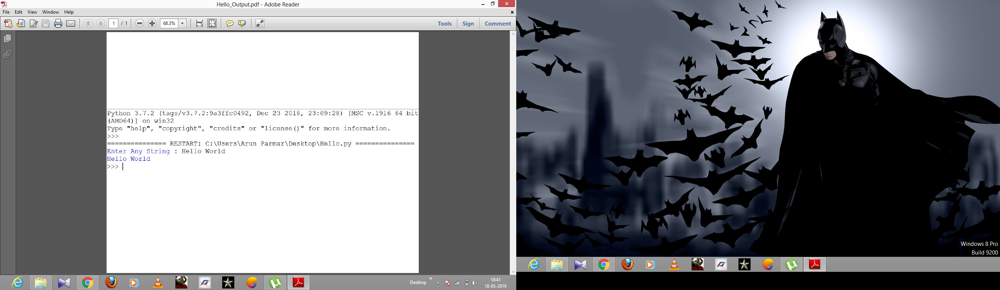 Hello_Output.pdf - Adobe Reader
File Edit View Window Help
1 / 1 68.3% Tools Sign Comment
Python 3.7.2 (tags/v3.7.2:9a3ffc0492, Dec 23 2018, 23:09:28) [MSC v.1916 64 bit
(AMD64)] on win32
Type "help", "copyright", "credits" or "license()" for more information.
>>>
=============== RESTART: C:\Users\Arun Parmar\Desktop\Hello.py ===============
Enter Any String : Hello World
Hello World
>>>
Desktop
18:41
18-03-2019
Windows 8 Pro
Build 9200